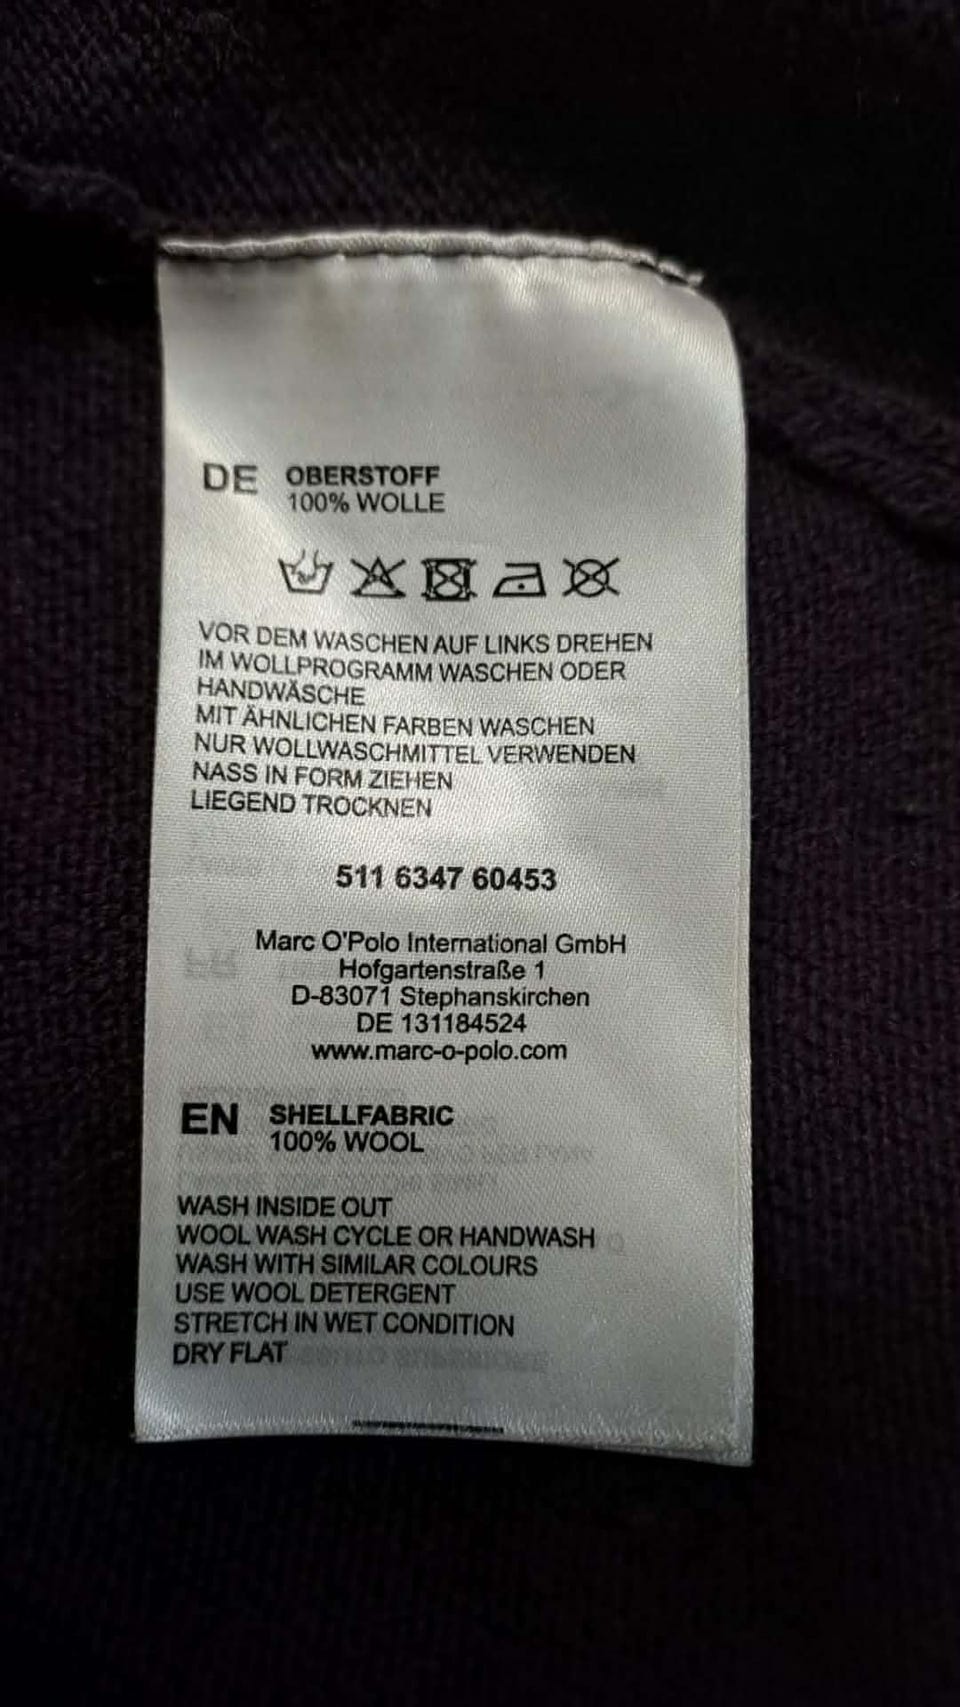 DE OBERSTOFF
100% WOLLE
VOR DEM WASCHEN AUF LINKS DREHEN
IM WOLLPROGRAMM WASCHEN ODER
HANDWÄSCHE
MIT ÄHNLICHEN FARBEN WASCHEN
NUR WOLLWASCHMITTEL VERWENDEN
NASS IN FORM ZIEHEN
LIEGEND TROCKNEN
511 6347 60453
Marc O'Polo International GmbH
Hofgartenstraße 1
D-83071 Stephanskirchen
DE 131184524
www.marc-o-polo.com
EN SHELLFABRIC
100% WOOL
WASH INSIDE OUT
WOOL WASH CYCLE OR HANDWASH
WASH WITH SIMILAR COLOURS
USE WOOL DETERGENT
STRETCH IN WET CONDITION
DRY FLAT